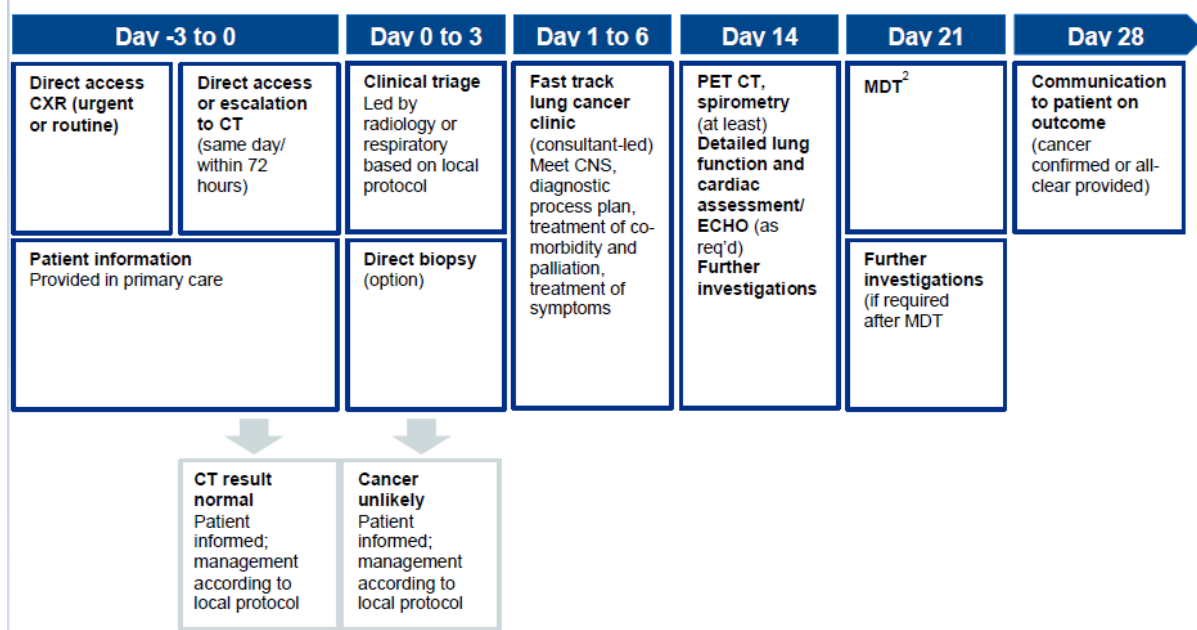 Day -3 to 0
Day 0 to 3
Day 1 to 6
Day 14
Day 21
Day 28
Direct access
CXR (urgent
or routine)
Direct access
or escalation
to CT
(same day/
within 72
hours)
Patient information
Provided in primary care
Clinical triage
Led by
radiology or
respiratory
based on local
protocol
Direct biopsy
(option)
Fast track
lung cancer
clinic
(consultant-led)
Meet CNS,
diagnostic
process plan,
treatment of co-
morbidity and
palliation,
treatment of
symptoms
PET CT,
spirometry
(at least)
Detailed lung
function and
cardiac
assessment/
ECHO (as
req'd)
Further
investigations
MDT²
Further
investigations
(if required
after MDT
Communication
to patient on
outcome
(cancer
confirmed or all-
clear provided)
CT result
normal
Patient
informed;
management
according to
local protocol
Cancer
unlikely
Patient
informed;
management
according to
local protocol